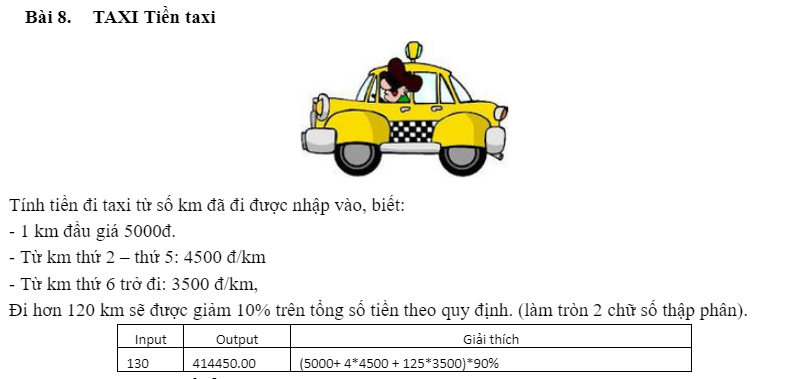 Bài 8. TAXI Tiền taxi
Tính tiền đi taxi từ số km đã đi được nhập vào, biết:
- 1 km đầu giá 5000đ.
- Từ km thứ 2 – thứ 5: 4500 đ/km
- Từ km thứ 6 trở đi: 3500 đ/km,
Đi hơn 120 km sẽ được giảm 10% trên tổng số tiền theo quy định. (làm tròn 2 chữ số thập phân).
Input Output Giải thích
130 414450.00 (5000+ 4*4500 + 125*3500)*90%